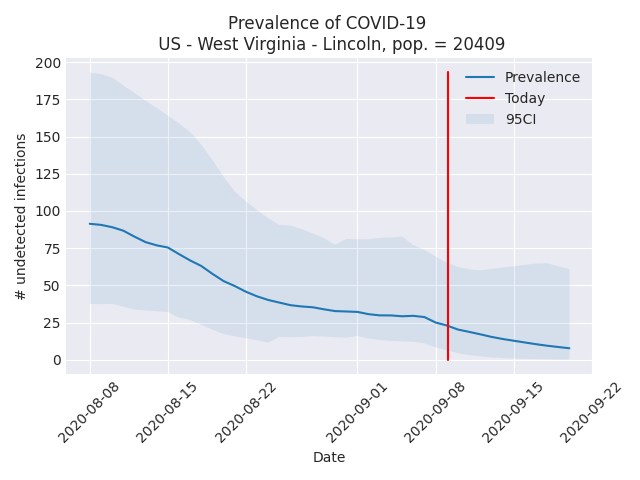 Prevalence of COVID-19
US - West Virginia - Lincoln, pop. = 20409
200
175
150
125
100
75
50
25
0
# undetected infections
Prevalence
Today
95CI
2020-08-08
2020-08-15
2020-08-22
2020-09-01
2020-09-08
2020-09-15
2020-09-22
Date